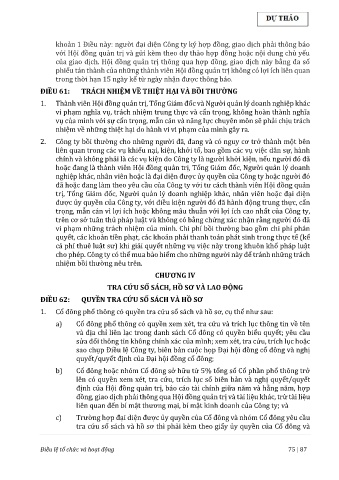 DỰ THẢO
khoản 1 Điều này: người đại diện Công ty ký hợp đồng, giao dịch phải thông báo
với Hội đồng quản trị và gửi kèm theo dự thảo hợp đồng hoặc nội dung chủ yếu
của giao dịch. Hội đồng quản trị thông qua hợp đồng, giao dịch này bằng đa số
phiếu tán thành của những thành viên Hội đồng quản trị không có lợi ích liên quan
trong thời hạn 15 ngày kể từ ngày nhận được thông báo.
ĐIỀU 61: TRÁCH NHIỆM VỀ THIỆT HẠI VÀ BỒI THƯỜNG
1. Thành viên Hội đồng quản trị, Tổng Giám đốc và Người quản lý doanh nghiệp khác
vi phạm nghĩa vụ, trách nhiệm trung thực và cẩn trọng, không hoàn thành nghĩa
vụ của mình với sự cẩn trọng, mẫn cán và năng lực chuyên môn sẽ phải chịu trách
nhiệm về những thiệt hại do hành vi vi phạm của mình gây ra.
2. Công ty bồi thường cho những người đã, đang và có nguy cơ trở thành một bên
liên quan trong các vụ khiếu nại, kiện, khởi tố, bao gồm các vụ việc dân sự, hành
chính và không phải là các vụ kiện do Công ty là người khởi kiện, nếu người đó đã
hoặc đang là thành viên Hội đồng quản trị, Tổng Giám đốc, Người quản lý doanh
nghiệp khác, nhân viên hoặc là đại diện được ủy quyền của Công ty hoặc người đó
đã hoặc đang làm theo yêu cầu của Công ty với tư cách thành viên Hội đồng quản
trị, Tổng Giám đốc, Người quản lý doanh nghiệp khác, nhân viên hoặc đại diện
được ủy quyền của Công ty, với điều kiện người đó đã hành động trung thực, cẩn
trọng, mẫn cán vì lợi ích hoặc không mâu thuẫn với lợi ích cao nhất của Công ty,
trên cơ sở tuân thủ pháp luật và không có bằng chứng xác nhận rằng người đó đã
vi phạm những trách nhiệm của mình. Chi phí bồi thường bao gồm chi phí phán
quyết, các khoản tiền phạt, các khoản phải thanh toán phát sinh trong thực tế (kể
cả phí thuê luật sư) khi giải quyết những vụ việc này trong khuôn khổ pháp luật
cho phép. Công ty có thể mua bảo hiểm cho những người này để tránh những trách
nhiệm bồi thường nêu trên.
CHƯƠNG IV
TRA CỨU SỔ SÁCH, HỒ SƠ VÀ LAO ĐỘNG
ĐIỀU 62: QUYỀN TRA CỨU SỔ SÁCH VÀ HỒ SƠ
1. Cổ đông phổ thông có quyền tra cứu sổ sách và hồ sơ, cụ thể như sau:
a) Cổ đông phổ thông có quyền xem xét, tra cứu và trích lục thông tin về tên
và địa chỉ liên lạc trong danh sách Cổ đông có quyền biểu quyết; yêu cầu
sửa đổi thông tin không chính xác của mình; xem xét, tra cứu, trích lục hoặc
sao chụp Điều lệ Công ty, biên bản cuộc họp Đại hội đồng cổ đông và nghị
quyết/quyết định của Đại hội đồng cổ đông;
b) Cổ đông hoặc nhóm Cổ đông sở hữu từ 5% tổng số Cổ phần phổ thông trở
lên có quyền xem xét, tra cứu, trích lục sổ biên bản và nghị quyết/quyết
định của Hội đồng quản trị, báo cáo tài chính giữa năm và hằng năm, hợp
đồng, giao dịch phải thông qua Hội đồng quản trị và tài liệu khác, trừ tài liệu
liên quan đến bí mật thương mại, bí mật kinh doanh của Công ty; và
c) Trường hợp đại diện được ủy quyền của Cổ đông và nhóm Cổ đông yêu cầu
tra cứu sổ sách và hồ sơ thì phải kèm theo giấy ủy quyền của Cổ đông và
Điều lệ tổ chức và hoạt động 75 | 87